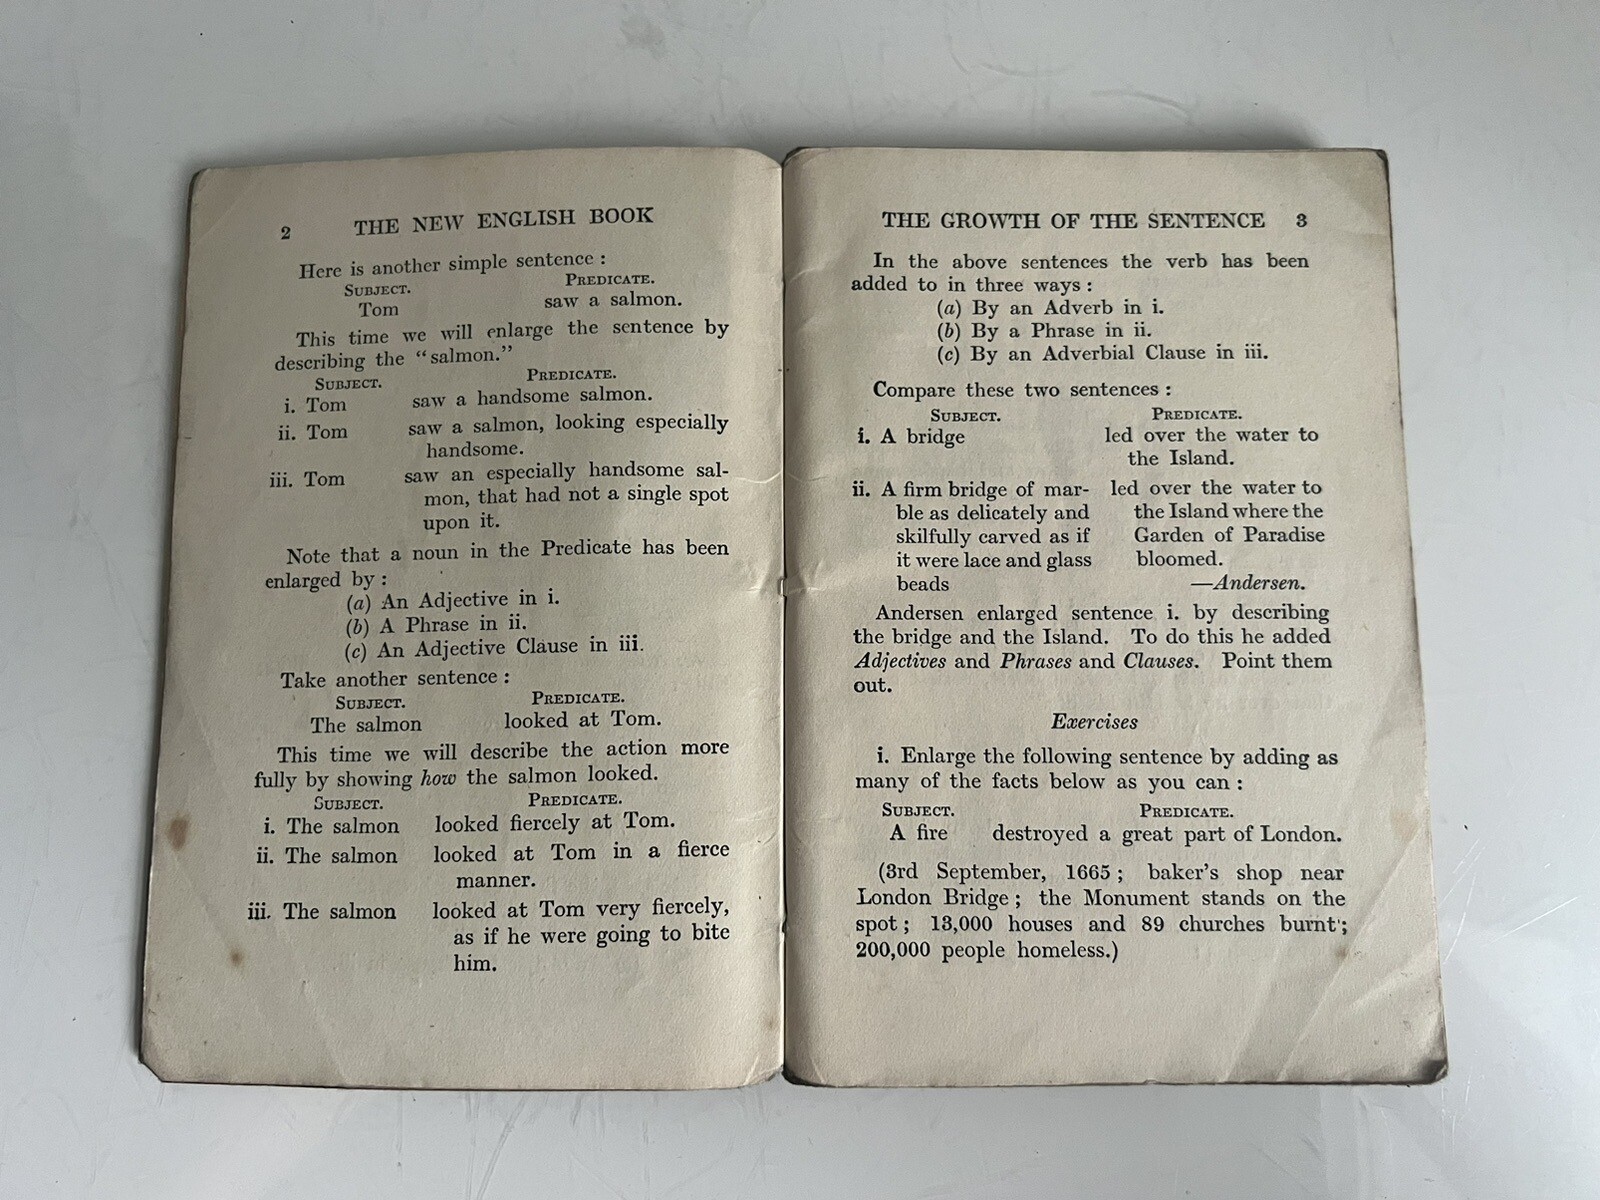 2 THE NEW ENGLISH BOOK
Here is another simple sentence :
SUBJECT. PREDICATE.
Tom saw a salmon.
This time we will enlarge the sentence by
describing the “salmon.”
SUBJECT. PREDICATE.
i. Tom saw a handsome salmon.
ii. Tom saw a salmon, looking especially
handsome.
iii. Tom saw an especially handsome sal-
mon, that had not a single spot
upon it.
Note that a noun in the Predicate has been
enlarged by :
(a) An Adjective in i.
(b) A Phrase in ii.
(c) An Adjective Clause in iii.
Take another sentence :
SUBJECT. PREDICATE.
The salmon looked at Tom.
This time we will describe the action more
fully by showing how the salmon looked.
SUBJECT. PREDICATE.
i. The salmon looked fiercely at Tom.
ii. The salmon looked at Tom in a fierce
manner.
iii. The salmon looked at Tom very fiercely,
as if he were going to bite
him.
THE GROWTH OF THE SENTENCE 3
In the above sentences the verb has been
added to in three ways :
(a) By an Adverb in i.
(b) By a Phrase in ii.
(c) By an Adverbial Clause in iii.
Compare these two sentences :
SUBJECT. PREDICATE.
i. A bridge led over the water to
the Island.
ii. A firm bridge of mar- led over the water to
ble as delicately and the Island where the
skilfully carved as if Garden of Paradise
it were lace and glass bloomed.
beads —Andersen.
Andersen enlarged sentence i. by describing
the bridge and the Island. To do this he added
Adjectives and Phrases and Clauses. Point them
out.
Exercises
i. Enlarge the following sentence by adding as
many of the facts below as you can :
SUBJECT. PREDICATE.
A fire destroyed a great part of London.
(3rd September, 1665 ; baker’s shop near
London Bridge ; the Monument stands on the
spot ; 13,000 houses and 89 churches burnt ;
200,000 people homeless.)